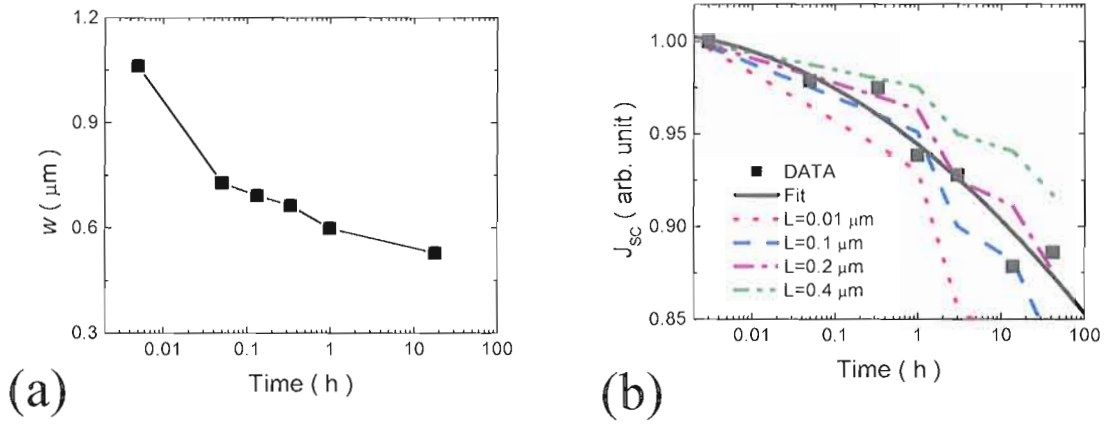 1.2
0.9
0.6
0.3
w ( μm )
0.01 0.1 1 10 100
Time ( h )
(a)
1.00
0.95
0.90
0.85
J_SC ( arb. unit )
DATA
Fit
L=0.01 μm
L=0.1 μm
L=0.2 μm
L=0.4 μm
0.01 0.1 1 10 100
Time ( h )
(b)